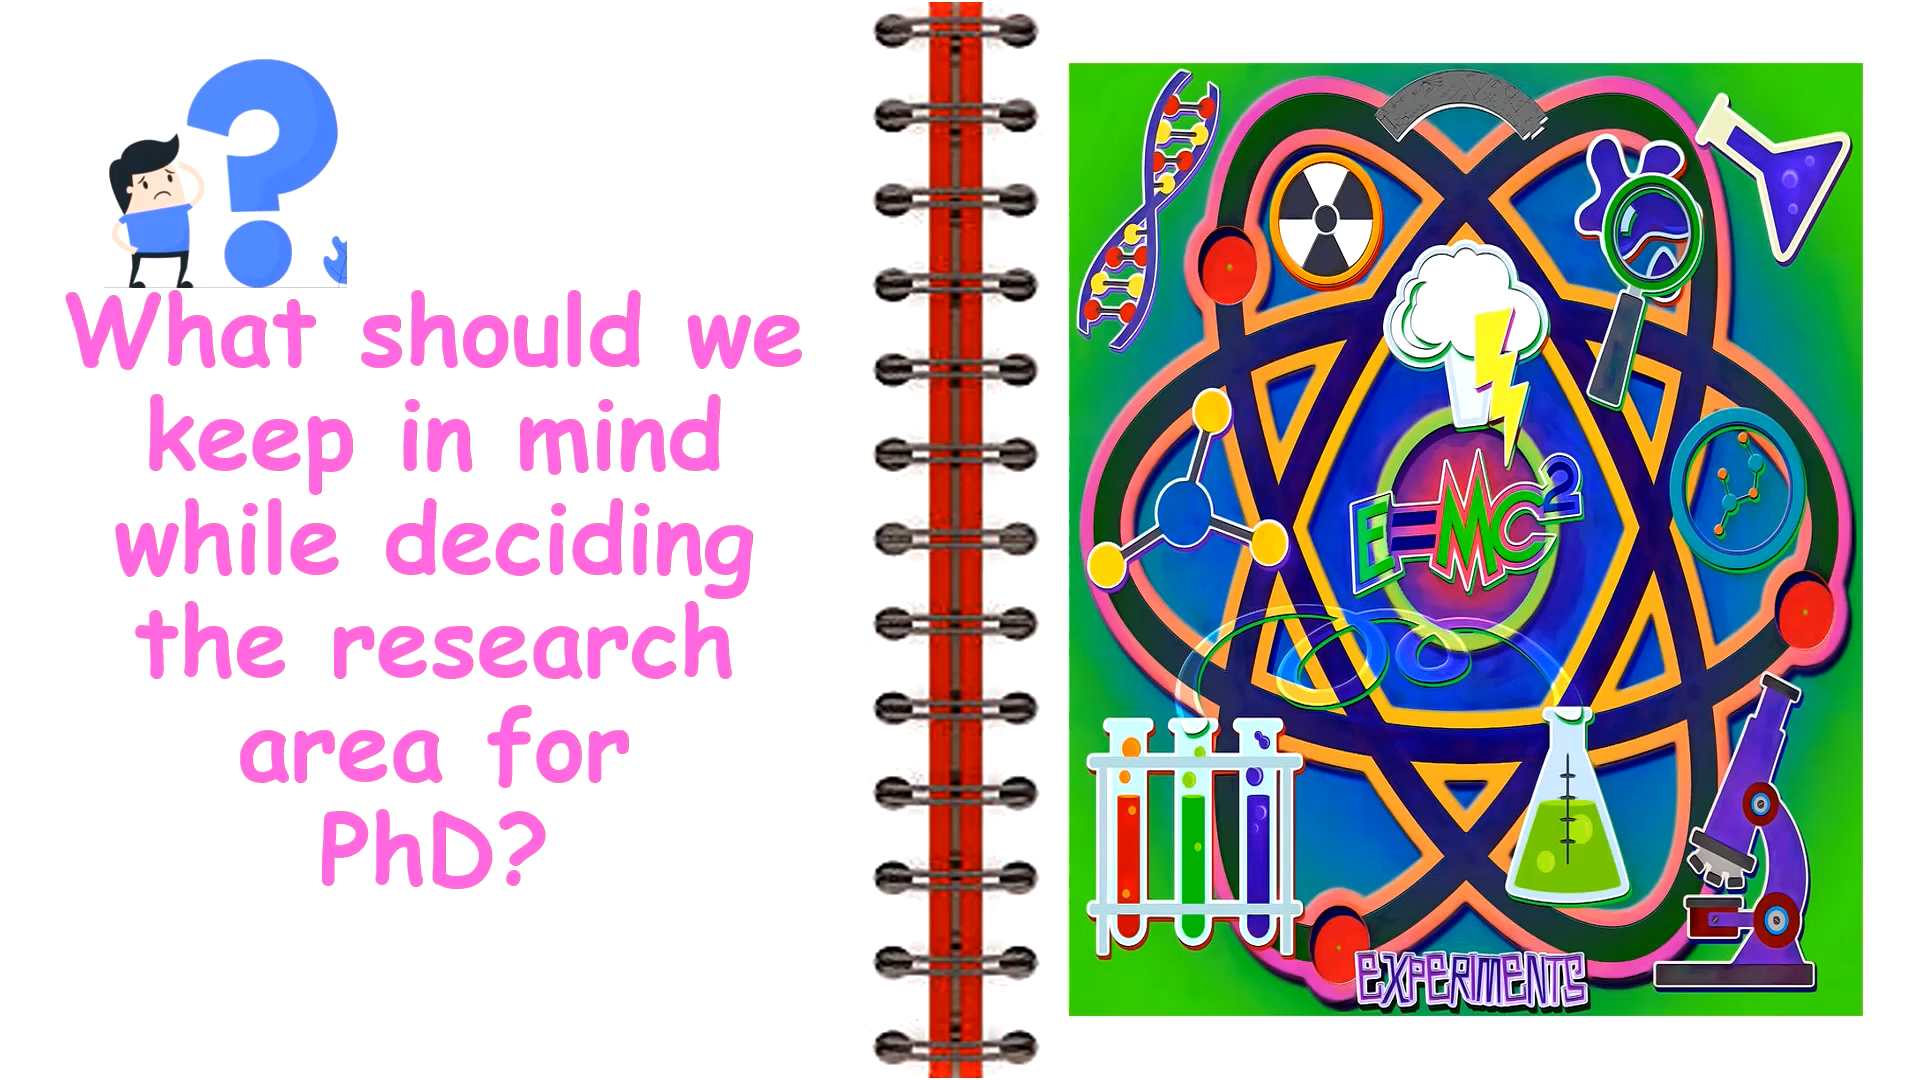 What should we
keep in mind
while deciding
the research
area for
PhD?
E=MC2
EXPERIMENTS